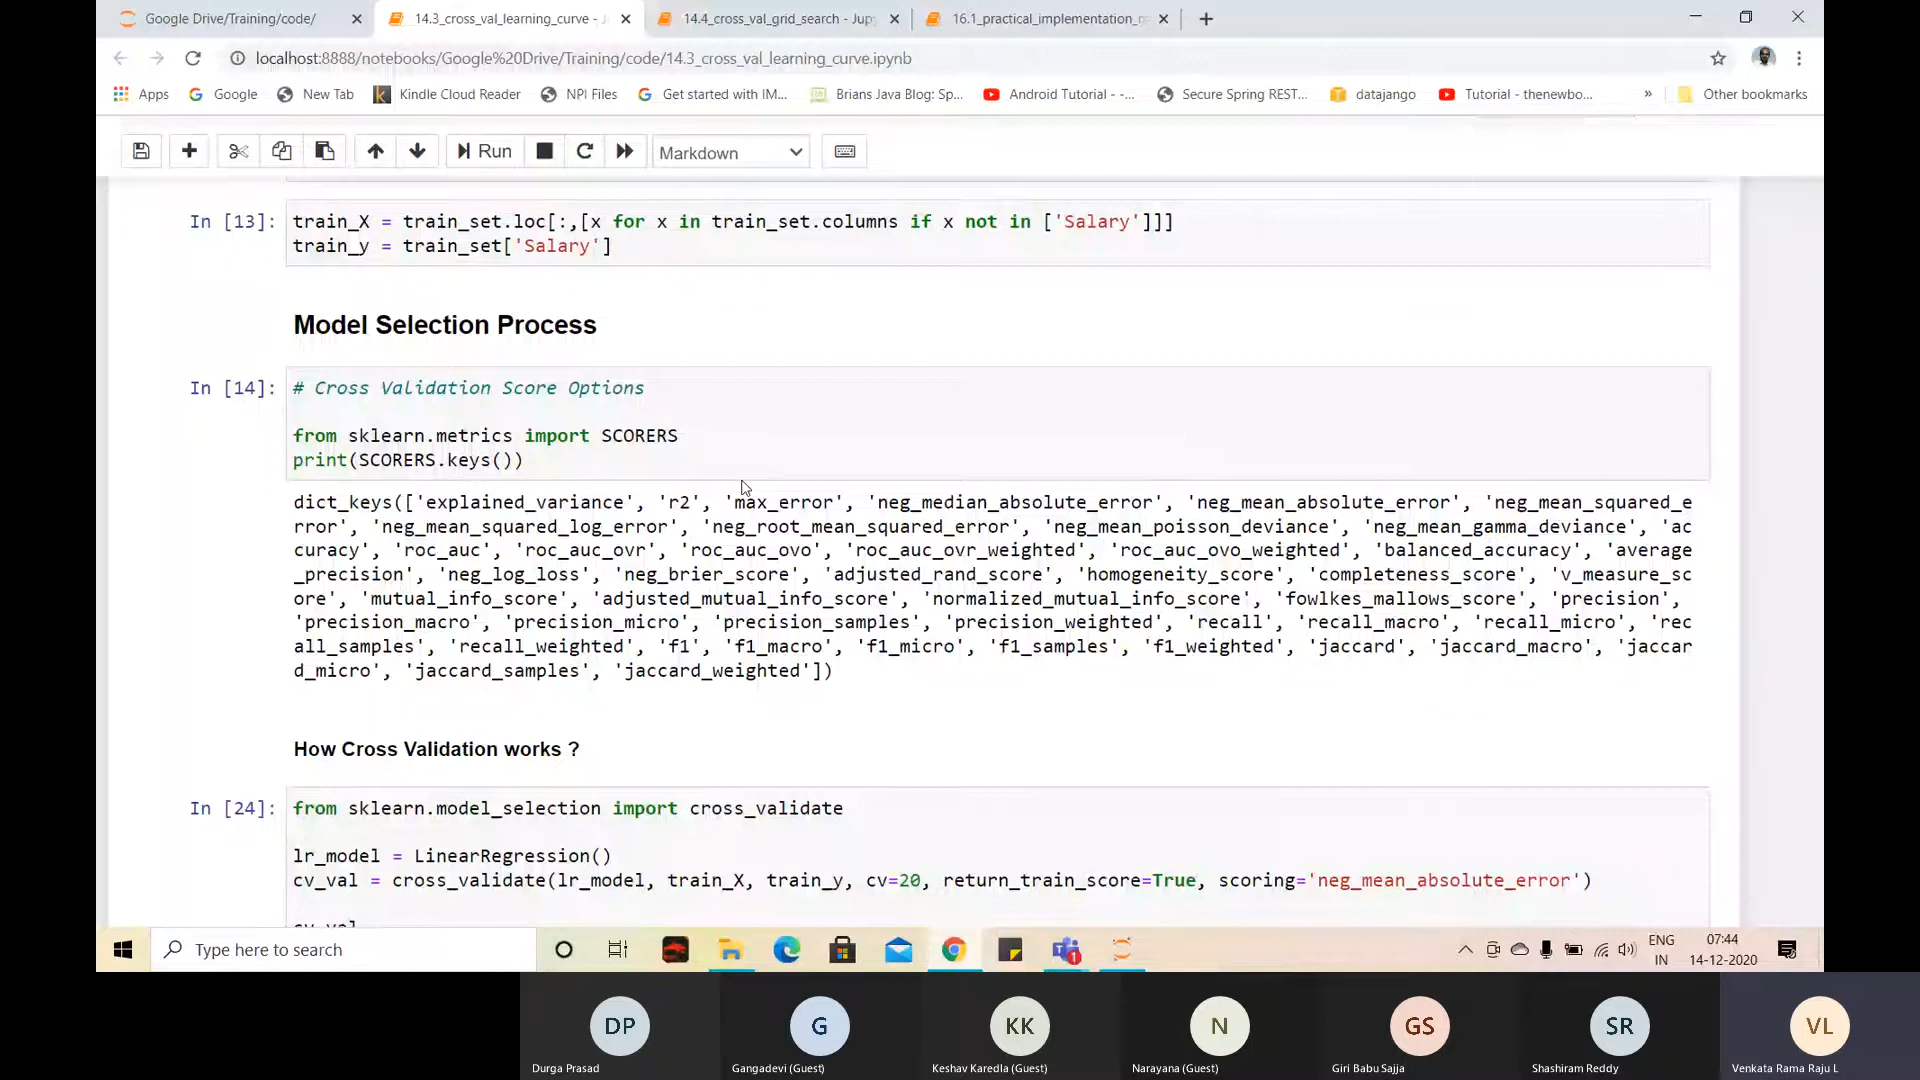 Google Drive/Training/code/
14.3_cross_val_learning_curve - J
14.4_cross_val_grid_search - Jupy
16.1_practical_implementation_
localhost:8888/notebooks/Google%20Drive/Training/code/14.3_cross_val_learning_curve.ipynb
Apps
Google
New Tab
Kindle Cloud Reader
NPI Files
Get started with IM...
Brians Java Blog: Sp...
Android Tutorial - -...
Secure Spring REST...
datajango
Tutorial - thenewbo...
»
Other bookmarks
Run
Markdown
In [13]:
train_X = train_set.loc[:,[x for x in train_set.columns if x not in ['Salary']]]
train_y = train_set['Salary']
Model Selection Process
In [14]:
# Cross Validation Score Options
from sklearn.metrics import SCORERS
print(SCORERS.keys())
dict_keys(['explained_variance', 'r2', 'max_error', 'neg_median_absolute_error', 'neg_mean_absolute_error', 'neg_mean_squared_e
rror', 'neg_mean_squared_log_error', 'neg_root_mean_squared_error', 'neg_mean_poisson_deviance', 'neg_mean_gamma_deviance', 'ac
curacy', 'roc_auc', 'roc_auc_ovr', 'roc_auc_ovo', 'roc_auc_ovr_weighted', 'roc_auc_ovo_weighted', 'balanced_accuracy', 'average
_precision', 'neg_log_loss', 'neg_brier_score', 'adjusted_rand_score', 'homogeneity_score', 'completeness_score', 'v_measure_sc
ore', 'mutual_info_score', 'adjusted_mutual_info_score', 'normalized_mutual_info_score', 'fowlkes_mallows_score', 'precision',
'precision_macro', 'precision_micro', 'precision_samples', 'precision_weighted', 'recall', 'recall_macro', 'recall_micro', 'rec
all_samples', 'recall_weighted', 'f1', 'f1_macro', 'f1_micro', 'f1_samples', 'f1_weighted', 'jaccard', 'jaccard_macro', 'jaccar
d_micro', 'jaccard_samples', 'jaccard_weighted'])
How Cross Validation works ?
In [24]:
from sklearn.model_selection import cross_validate
lr_model = LinearRegression()
cv_val = cross_validate(lr_model, train_X, train_y, cv=20, return_train_score=True, scoring='neg_mean_absolute_error')
Type here to search
1
ENG
IN
07:44
14-12-2020
DP
G
KK
N
GS
SR
VL
Durga Prasad
Gangadevi (Guest)
Keshav Karedla (Guest)
Narayana (Guest)
Giri Babu Sajja
Shashiram Reddy
Venkata Rama Raju L